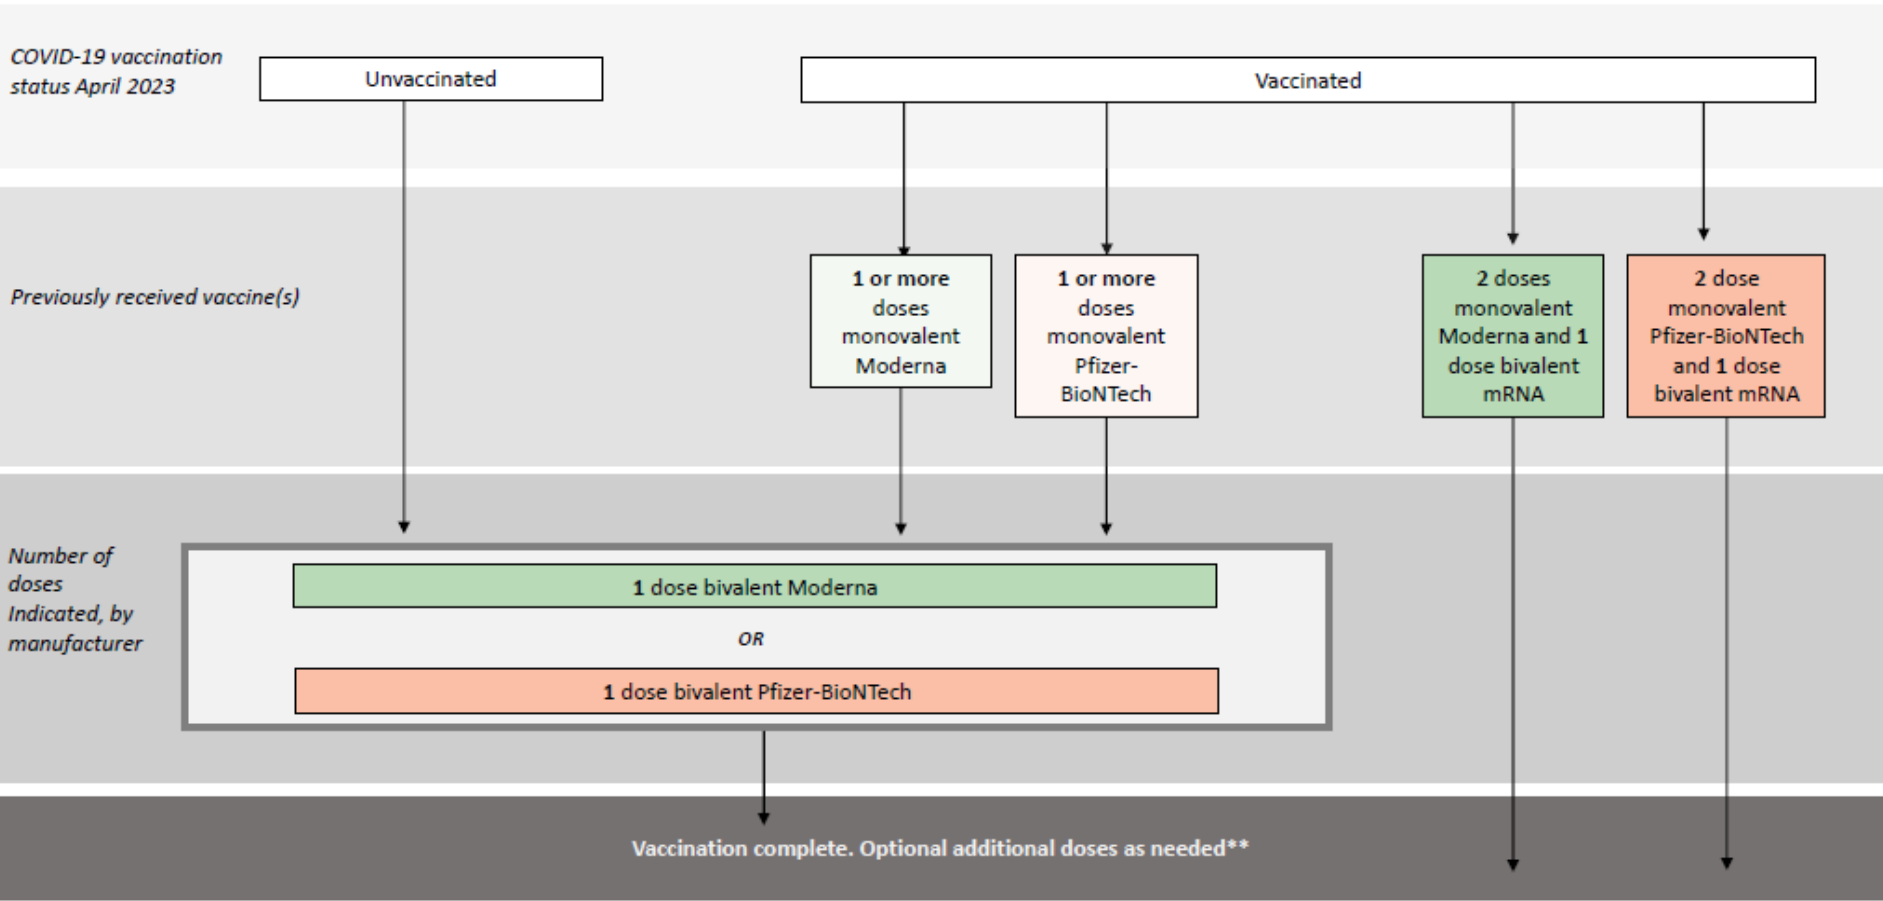 COVID-19 vaccination
status April 2023
Unvaccinated
Vaccinated
Previously received vaccine(s)
1 or more
doses
monovalent
Moderna
1 or more
doses
monovalent
Pfizer-
BioNTech
2 doses
monovalent
Moderna and 1
dose bivalent
mRNA
2 dose
monovalent
Pfizer-BioNTech
and 1 dose
bivalent mRNA
Number of
doses
Indicated, by
manufacturer
1 dose bivalent Moderna
OR
1 dose bivalent Pfizer-BioNTech
Vaccination complete. Optional additional doses as needed**